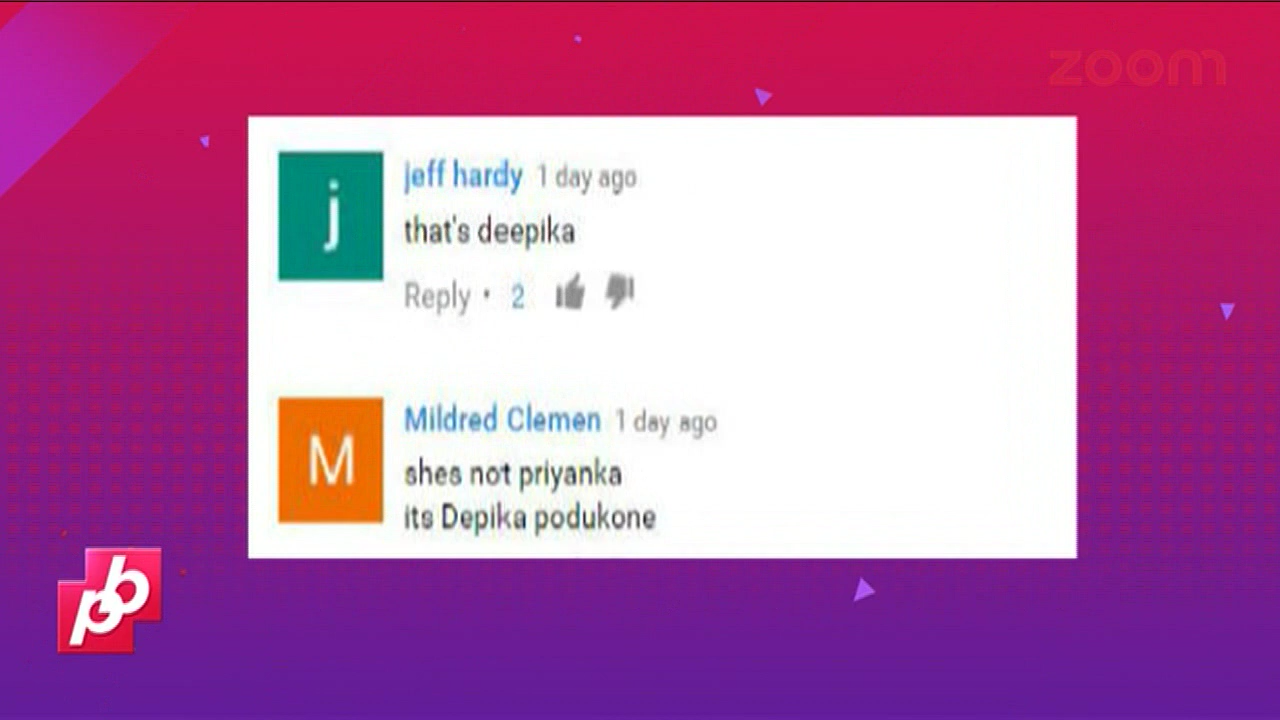 zoom
j
jeff hardy 1 day ago
that's deepika
Reply • 2
M
Mildred Clemen 1 day ago
shes not priyanka
its Depika podukone
pb